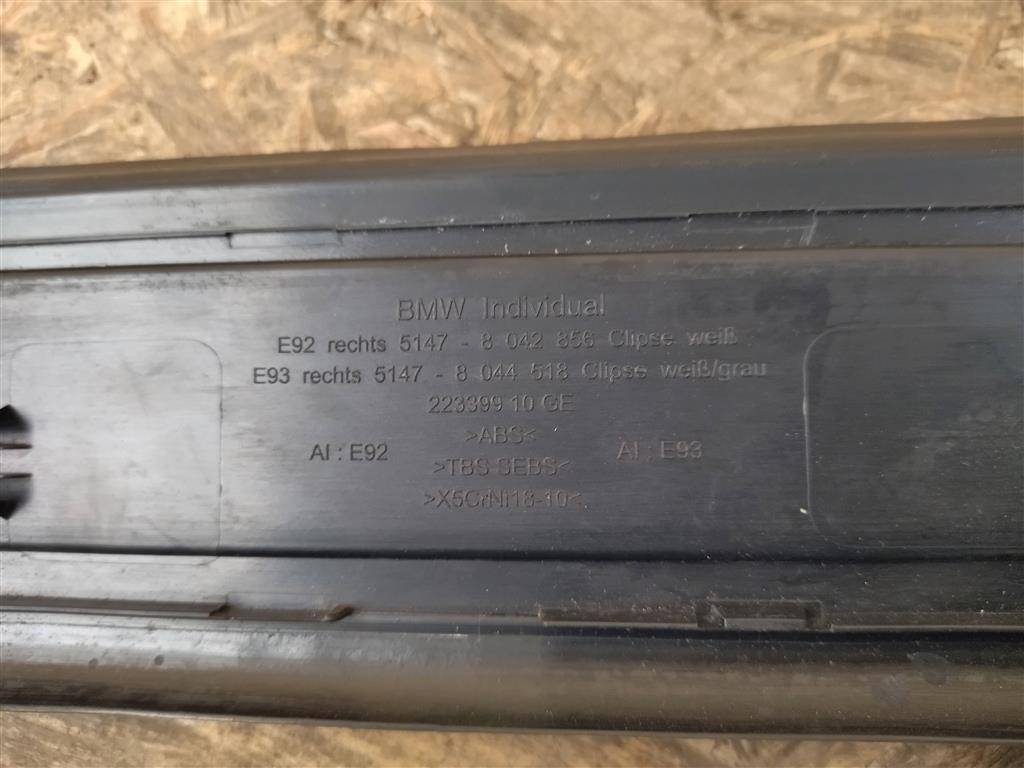 BMW Individual
E92 rechts 5147 - 8 042 856 Clipse weiß
E93 rechts 5147 - 8 044 518 Clipse weiß/grau
223399 10 GE
>ABS<
AI : E92
AI : E93
>TBS SEBS<
>X5CrNi18-10<